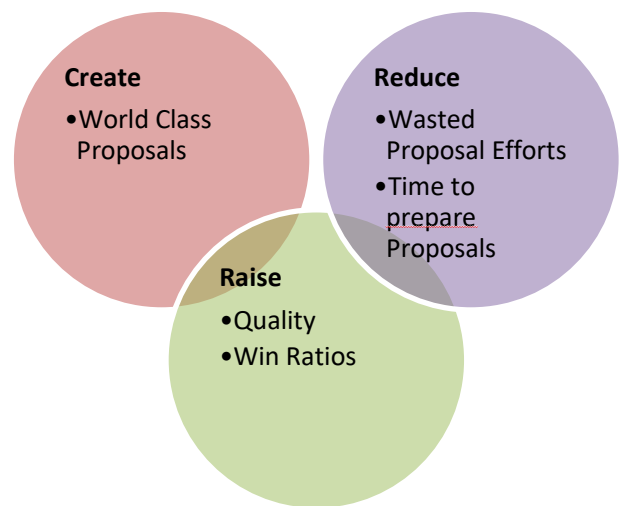 Create
•World Class
Proposals
Reduce
•Wasted
Proposal Efforts
•Time to
prepare
Proposals
Raise
•Quality
•Win Ratios